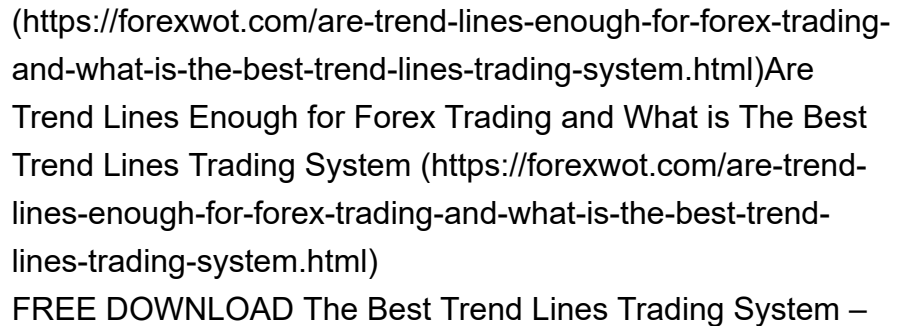 (https://forexwot.com/are-trend-lines-enough-for-forex-trading-
and-what-is-the-best-trend-lines-trading-system.html)Are
Trend Lines Enough for Forex Trading and What is The Best
Trend Lines Trading System (https://forexwot.com/are-trend-
lines-enough-for-forex-trading-and-what-is-the-best-trend-
lines-trading-system.html)
FREE DOWNLOAD The Best Trend Lines Trading System –